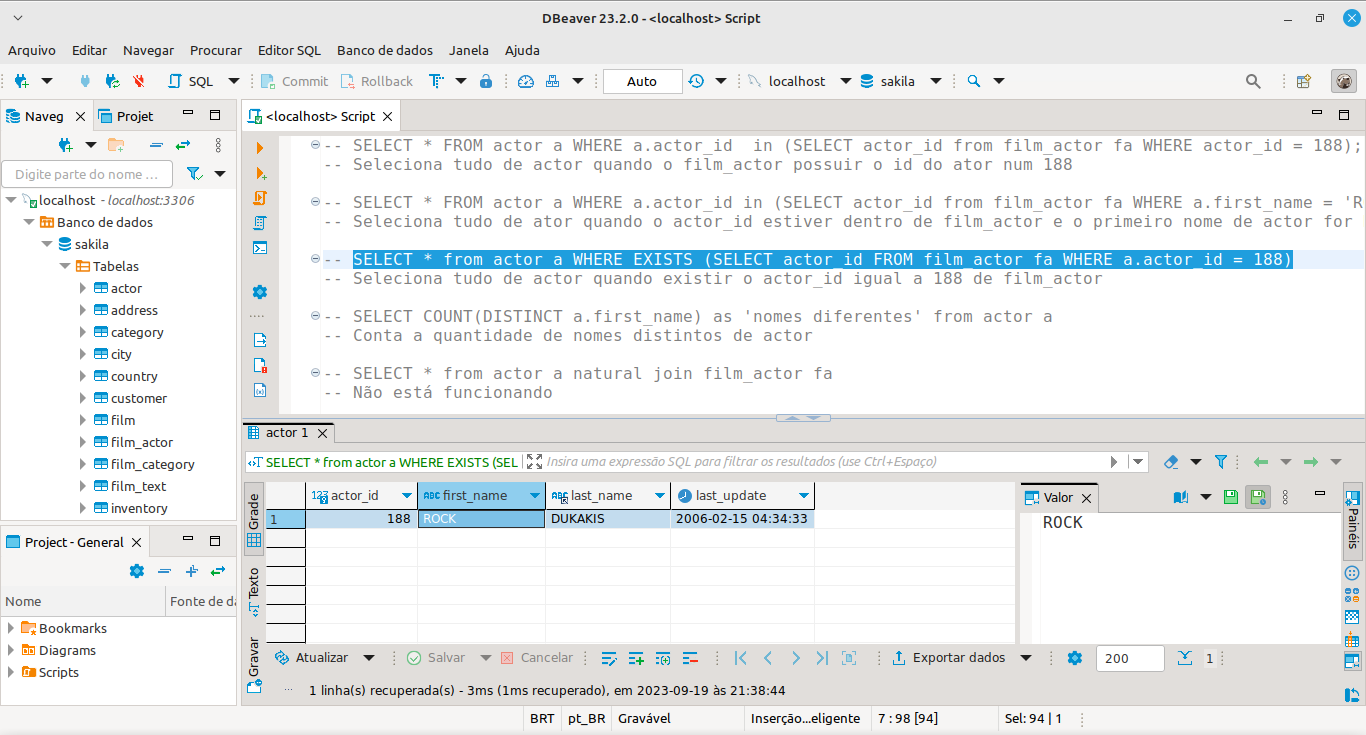 DBeaver 23.2.0 - <localhost> Script
Arquivo Editar Navegar Procurar Editor SQL Banco de dados Janela Ajuda
SQL Commit Rollback Auto localhost sakila
Naveg Projet
Digite parte do nome ...
localhost - localhost:3306
Banco de dados
sakila
Tabelas
actor
address
category
city
country
customer
film
film_actor
film_category
film_text
inventory
Project - General
Nome Fonte de da
Bookmarks
Diagrams
Scripts
<localhost> Script
-- SELECT * FROM actor a WHERE a.actor_id  in (SELECT actor_id from film_actor fa WHERE actor_id = 188);
-- Seleciona tudo de actor quando o film_actor possuir o id do ator num 188
-- SELECT * FROM actor a WHERE a.actor_id in (SELECT actor_id from film_actor fa WHERE a.first_name = 'R
-- Seleciona tudo de ator quando o actor_id estiver dentro de film_actor e o primeiro nome de actor for
-- SELECT * from actor a WHERE EXISTS (SELECT actor_id FROM film_actor fa WHERE a.actor_id = 188)
-- Seleciona tudo de actor quando existir o actor_id igual a 188 de film_actor
-- SELECT COUNT(DISTINCT a.first_name) as 'nomes diferentes' from actor a
-- Conta a quantidade de nomes distintos de actor
-- SELECT * from actor a natural join film_actor fa
-- Não está funcionando
actor 1
SELECT * from actor a WHERE EXISTS (SEL Insira uma expressão SQL para filtrar os resultados (use Ctrl+Espaço)
Grade
Texto
Gravar
123 actor_id ABC first_name ABC last_name last_update
1 188 ROCK DUKAKIS 2006-02-15 04:34:33
Valor
ROCK
Painéis
Atualizar Salvar Cancelar Exportar dados 200 1
1 linha(s) recuperada(s) - 3ms (1ms recuperado), em 2023-09-19 às 21:38:44
BRT pt_BR Gravável Inserção...eligente 7 : 98 [94] Sel: 94 | 1